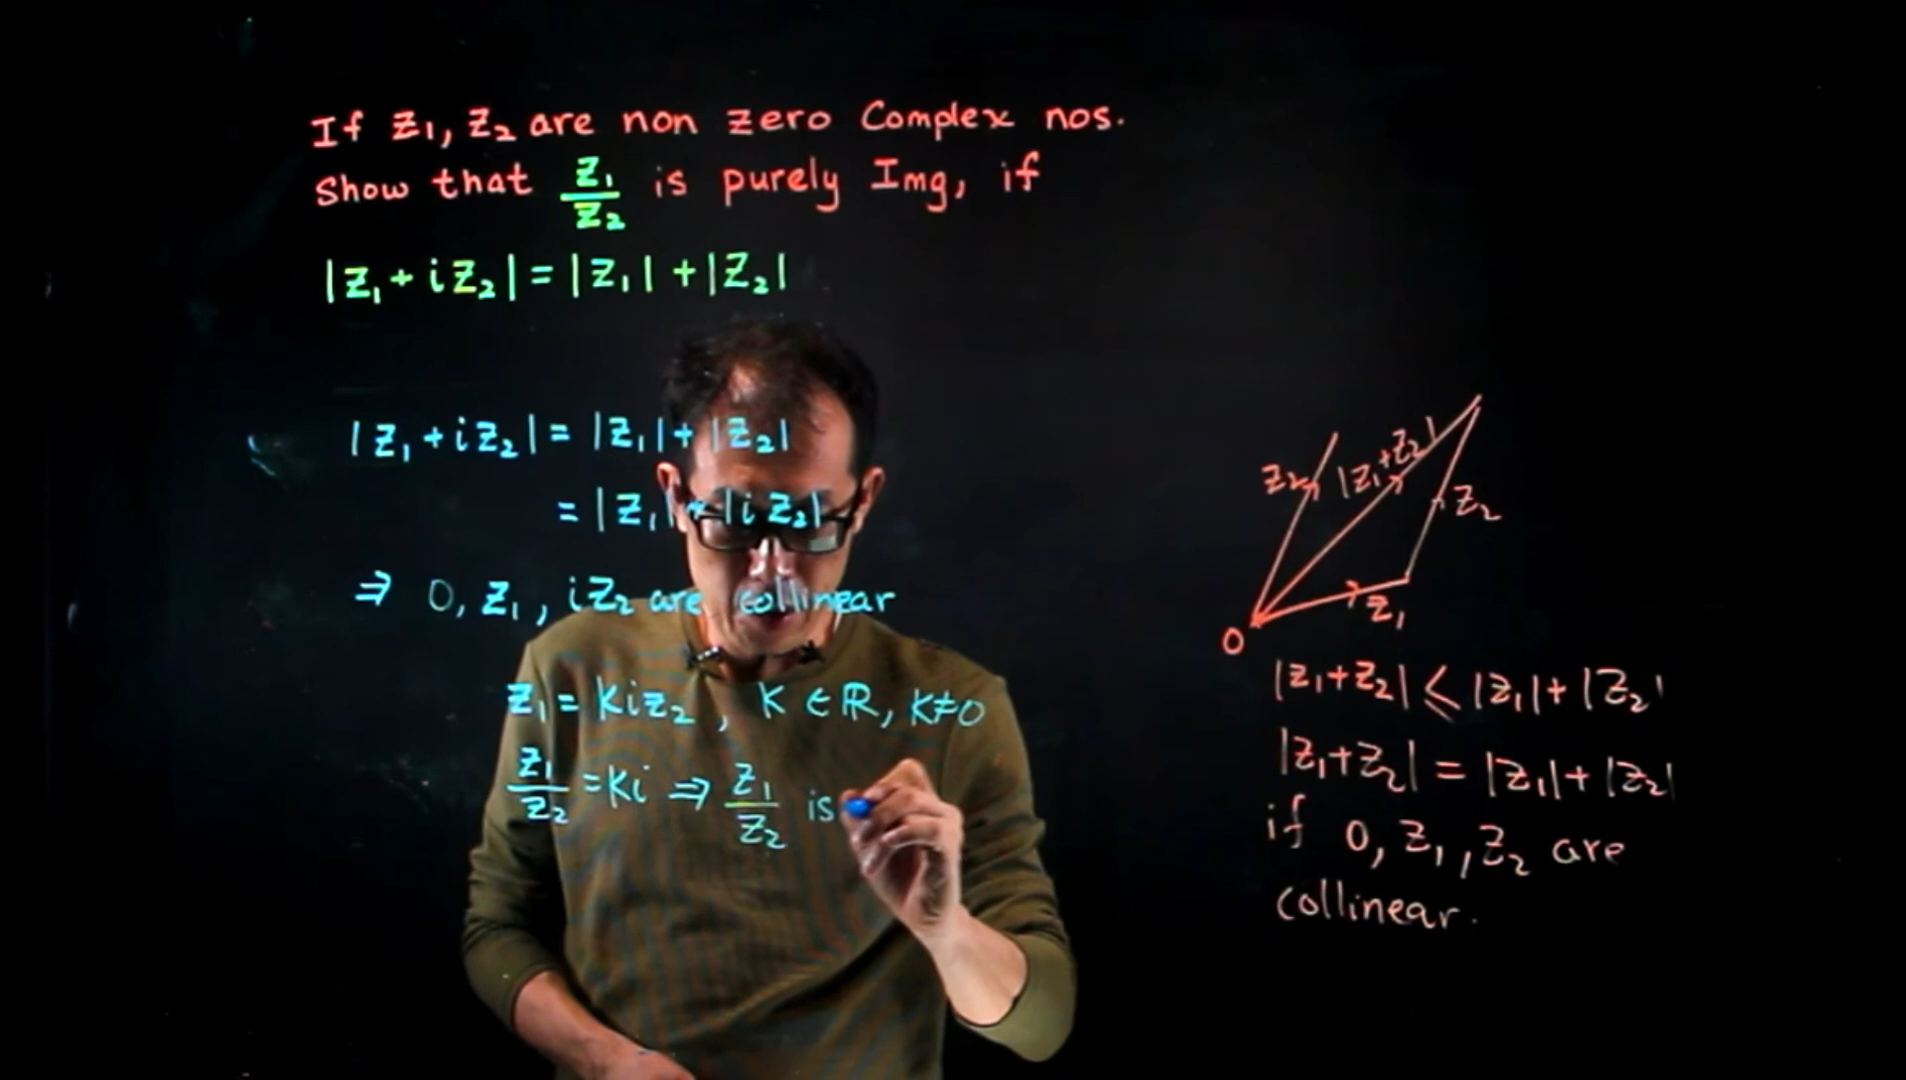 If z₁, z₂ are non zero Complex nos.
Show that z₁/z₂ is purely Img, if
|z₁ + iz₂| = |z₁| + |z₂|
|z₁ + iz₂| = |z₁| + |z₂|
= |z₁| + |iz₂|
⇒ 0, z₁, iz₂ are collinear
z₁ = Kiz₂, K ∈ ℝ, K≠0
z₁/z₂ = Ki ⇒ z₁/z₂ is
z₂
|z₁+z₂|
z₂
z₁
0
|z₁+z₂| ≤ |z₁| + |z₂|
|z₁+z₂| = |z₁| + |z₂|
if 0, z₁, z₂ are
collinear.